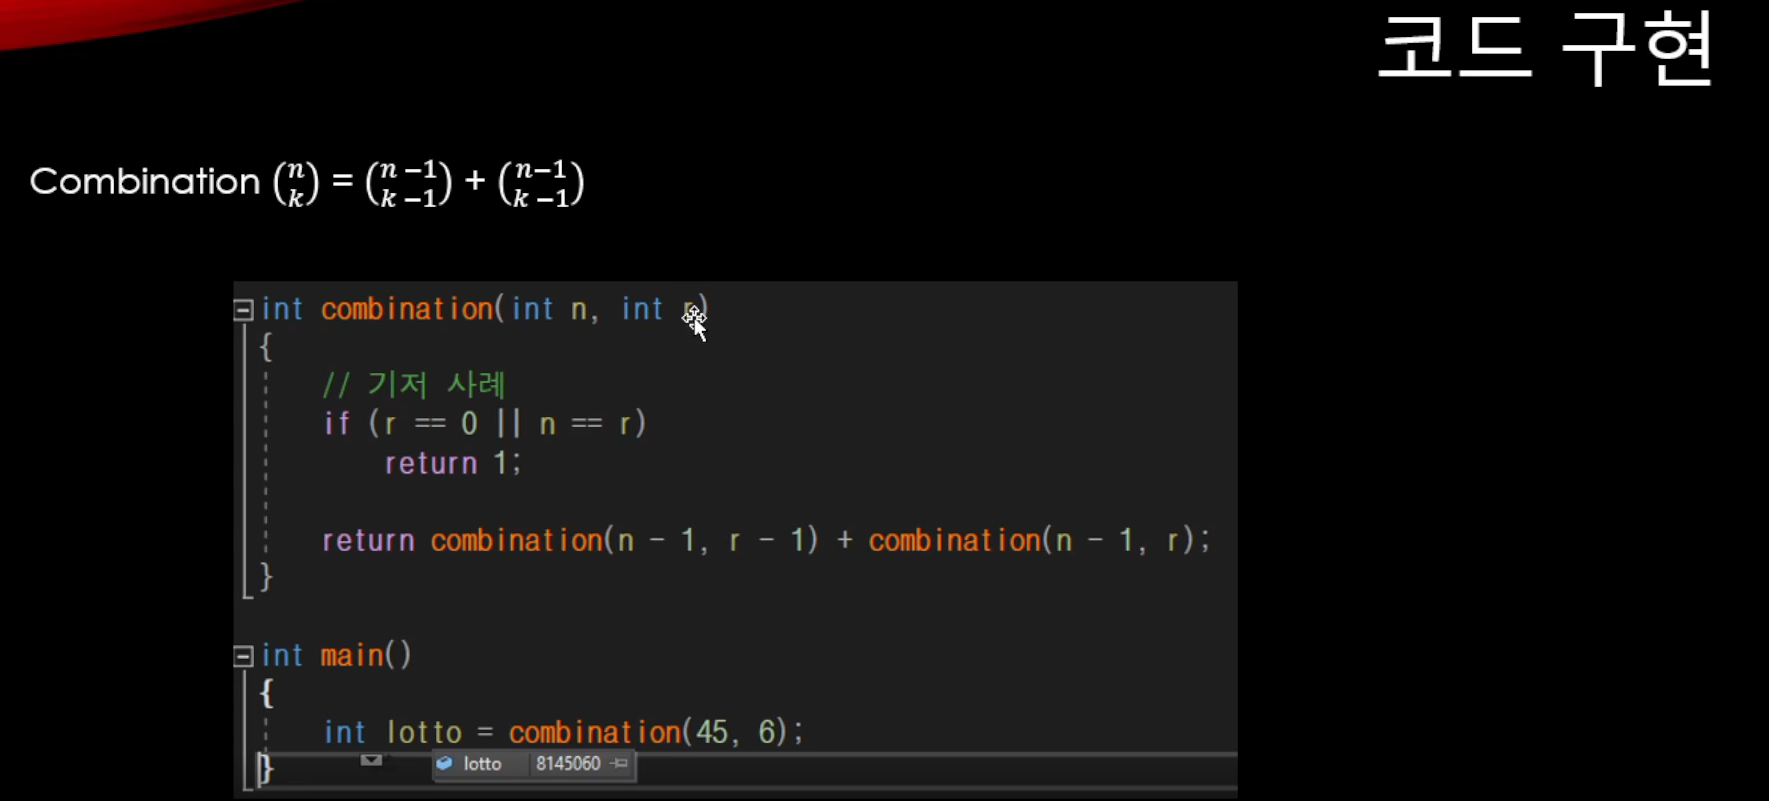 코드 구현
Combination (n k) = (n −1 k −1) + (n−1 k −1)
int combination(int n, int r)
{
// 기저 사례
if (r == 0 || n == r)
return 1;
return combination(n - 1, r - 1) + combination(n - 1, r);
}
int main()
{
int lotto = combination(45, 6);
}
lotto 8145060